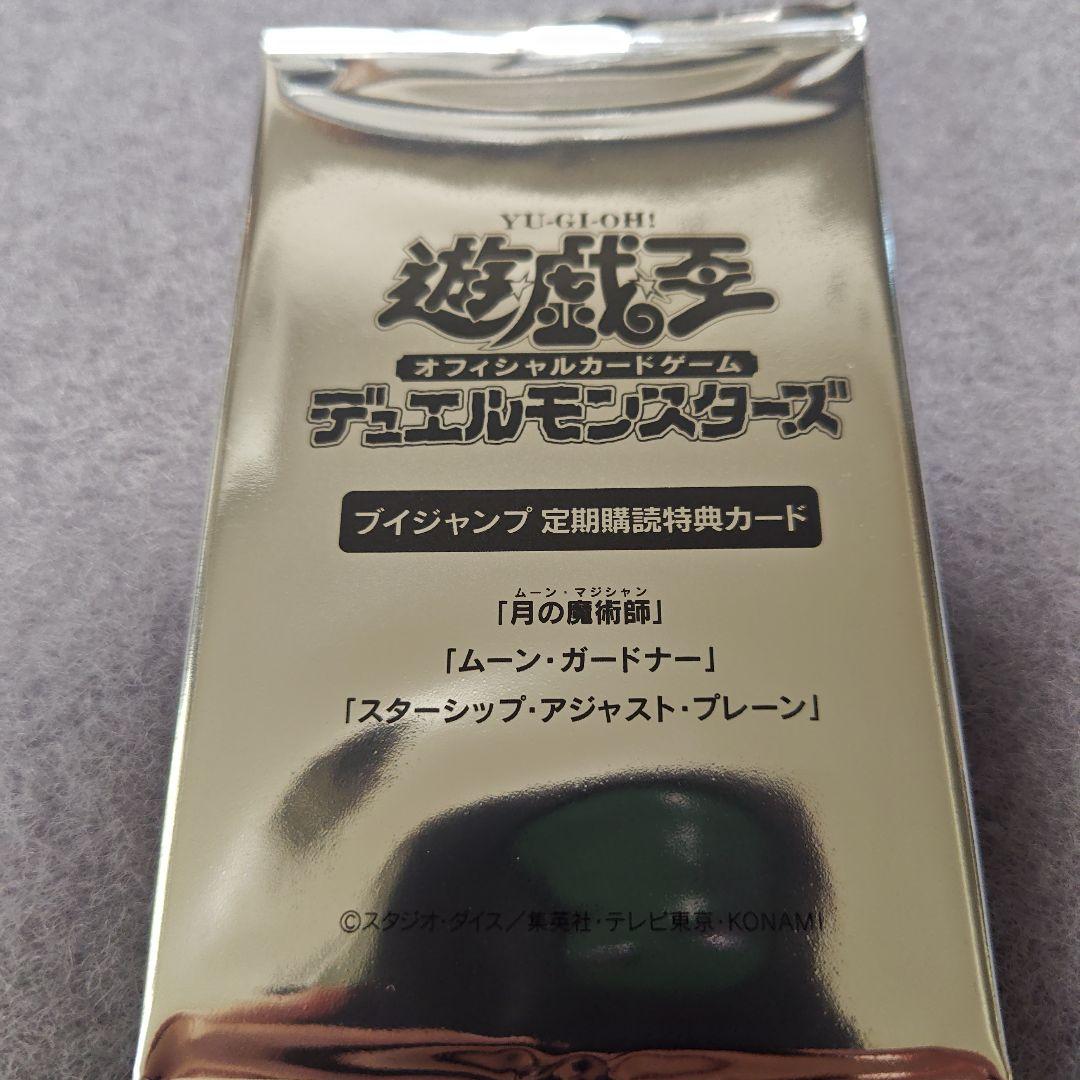 YU-GI-OH!
遊戯王
オフィシャルカードゲーム
デュエルモンスターズ
ブイジャンプ 定期購読特典カード
ムーン・マジシャン
「月の魔術師」
「ムーン・ガードナー」
「スターシップ・アジャスト・プレーン」
©スタジオ・ダイス／集英社・テレビ東京・KONAMI